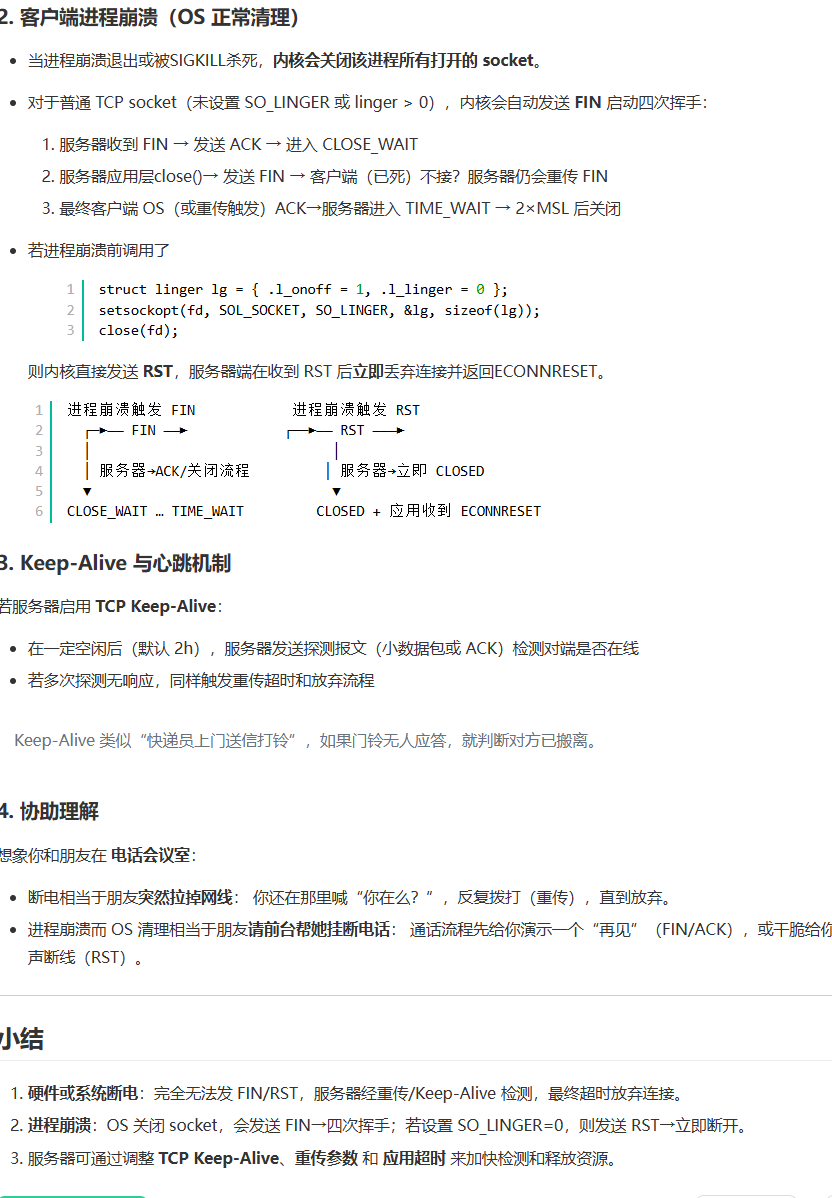 2. 客户端进程崩溃（OS 正常清理）
当进程崩溃退出或被SIGKILL杀死，内核会关闭该进程所有打开的 socket。
对于普通 TCP socket（未设置 SO_LINGER 或 linger > 0），内核会自动发送 FIN 启动四次挥手：
1. 服务器收到 FIN → 发送 ACK → 进入 CLOSE_WAIT
2. 服务器应用层close()→ 发送 FIN → 客户端（已死）不接？服务器仍会重传 FIN
3. 最终客户端 OS（或重传触发）ACK→服务器进入 TIME_WAIT → 2×MSL 后关闭
若进程崩溃前调用了
1 struct linger lg = { .l_onoff = 1, .l_linger = 0 };
2 setsockopt(fd, SOL_SOCKET, SO_LINGER, &lg, sizeof(lg));
3 close(fd);
则内核直接发送 RST，服务器端在收到 RST 后立即丢弃连接并返回ECONNRESET。
1 进程崩溃触发 FIN 进程崩溃触发 RST
2 ┌─►── FIN ──► ┌──►── RST ───►
3 │ │
4 │ 服务器→ACK/关闭流程 │ 服务器→立即 CLOSED
5 ▼ ▼
6 CLOSE_WAIT … TIME_WAIT CLOSED + 应用收到 ECONNRESET
3. Keep-Alive 与心跳机制
若服务器启用 TCP Keep-Alive：
在一定空闲后（默认 2h），服务器发送探测报文（小数据包或 ACK）检测对端是否在线
若多次探测无响应，同样触发重传超时和放弃流程
Keep-Alive 类似“快递员上门送信打铃”，如果门铃无人应答，就判断对方已搬离。
4. 协助理解
想象你和朋友在 电话会议室：
断电相当于朋友突然拉掉网线： 你还在那里喊“你在么？”，反复拨打（重传），直到放弃。
进程崩溃而 OS 清理相当于朋友请前台帮她挂断电话： 通话流程先给你演示一个“再见”（FIN/ACK），或干脆给你
声断线（RST）。
小结
1. 硬件或系统断电：完全无法发 FIN/RST，服务器经重传/Keep-Alive 检测，最终超时放弃连接。
2. 进程崩溃：OS 关闭 socket，会发送 FIN→四次挥手；若设置 SO_LINGER=0，则发送 RST→立即断开。
3. 服务器可通过调整 TCP Keep-Alive、重传参数 和 应用超时 来加快检测和释放资源。